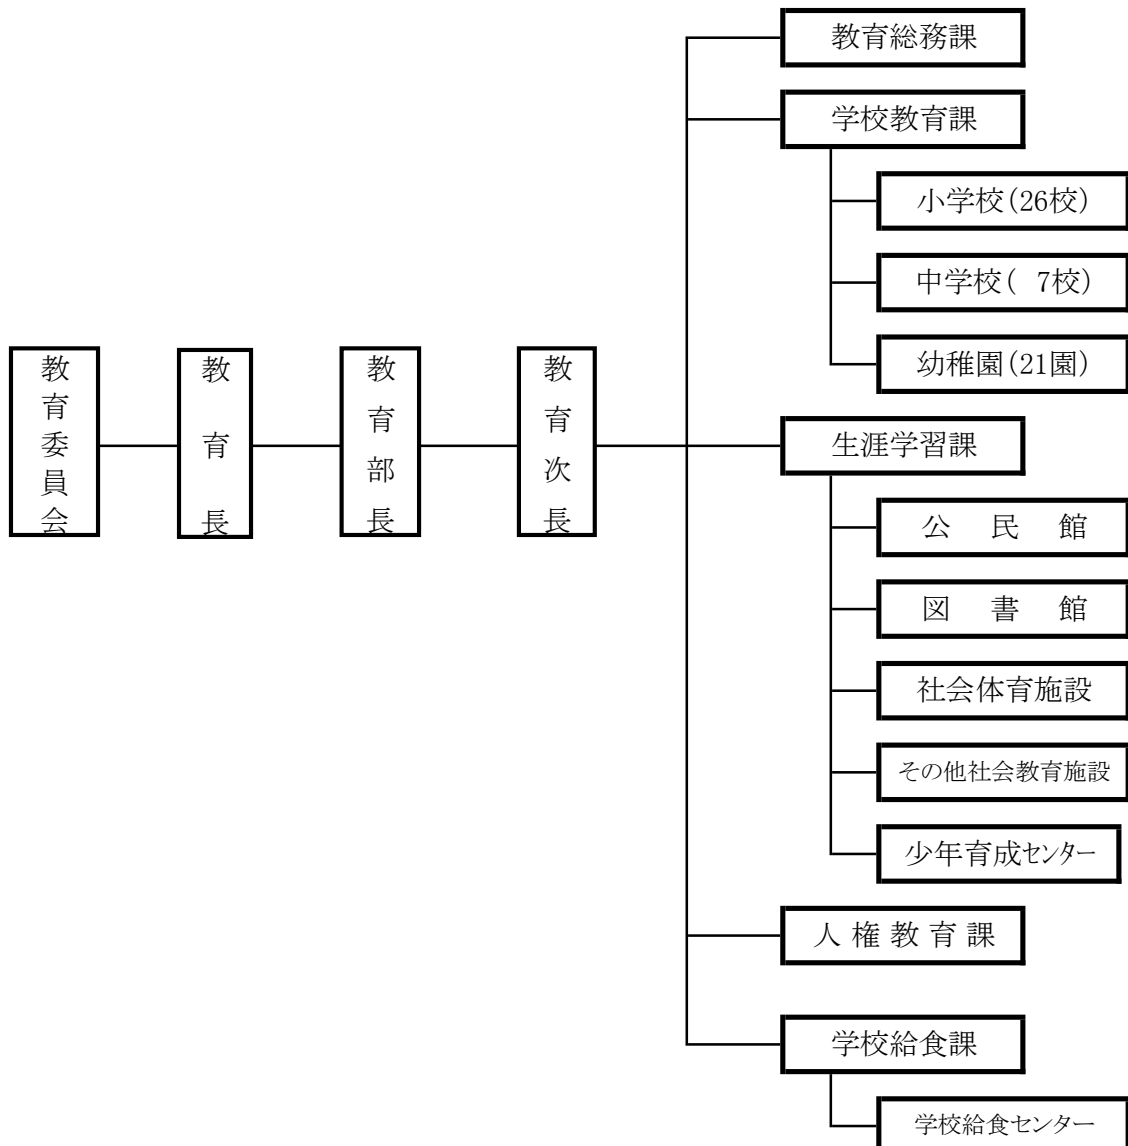 教育委員会
教育長
教育部長
教育次長
教育総務課
学校教育課
小学校(26校)
中学校( 7校)
幼稚園(21園)
生涯学習課
公 民 館
図 書 館
社会体育施設
その他社会教育施設
少年育成センター
人 権 教 育 課
学校給食課
学校給食センター